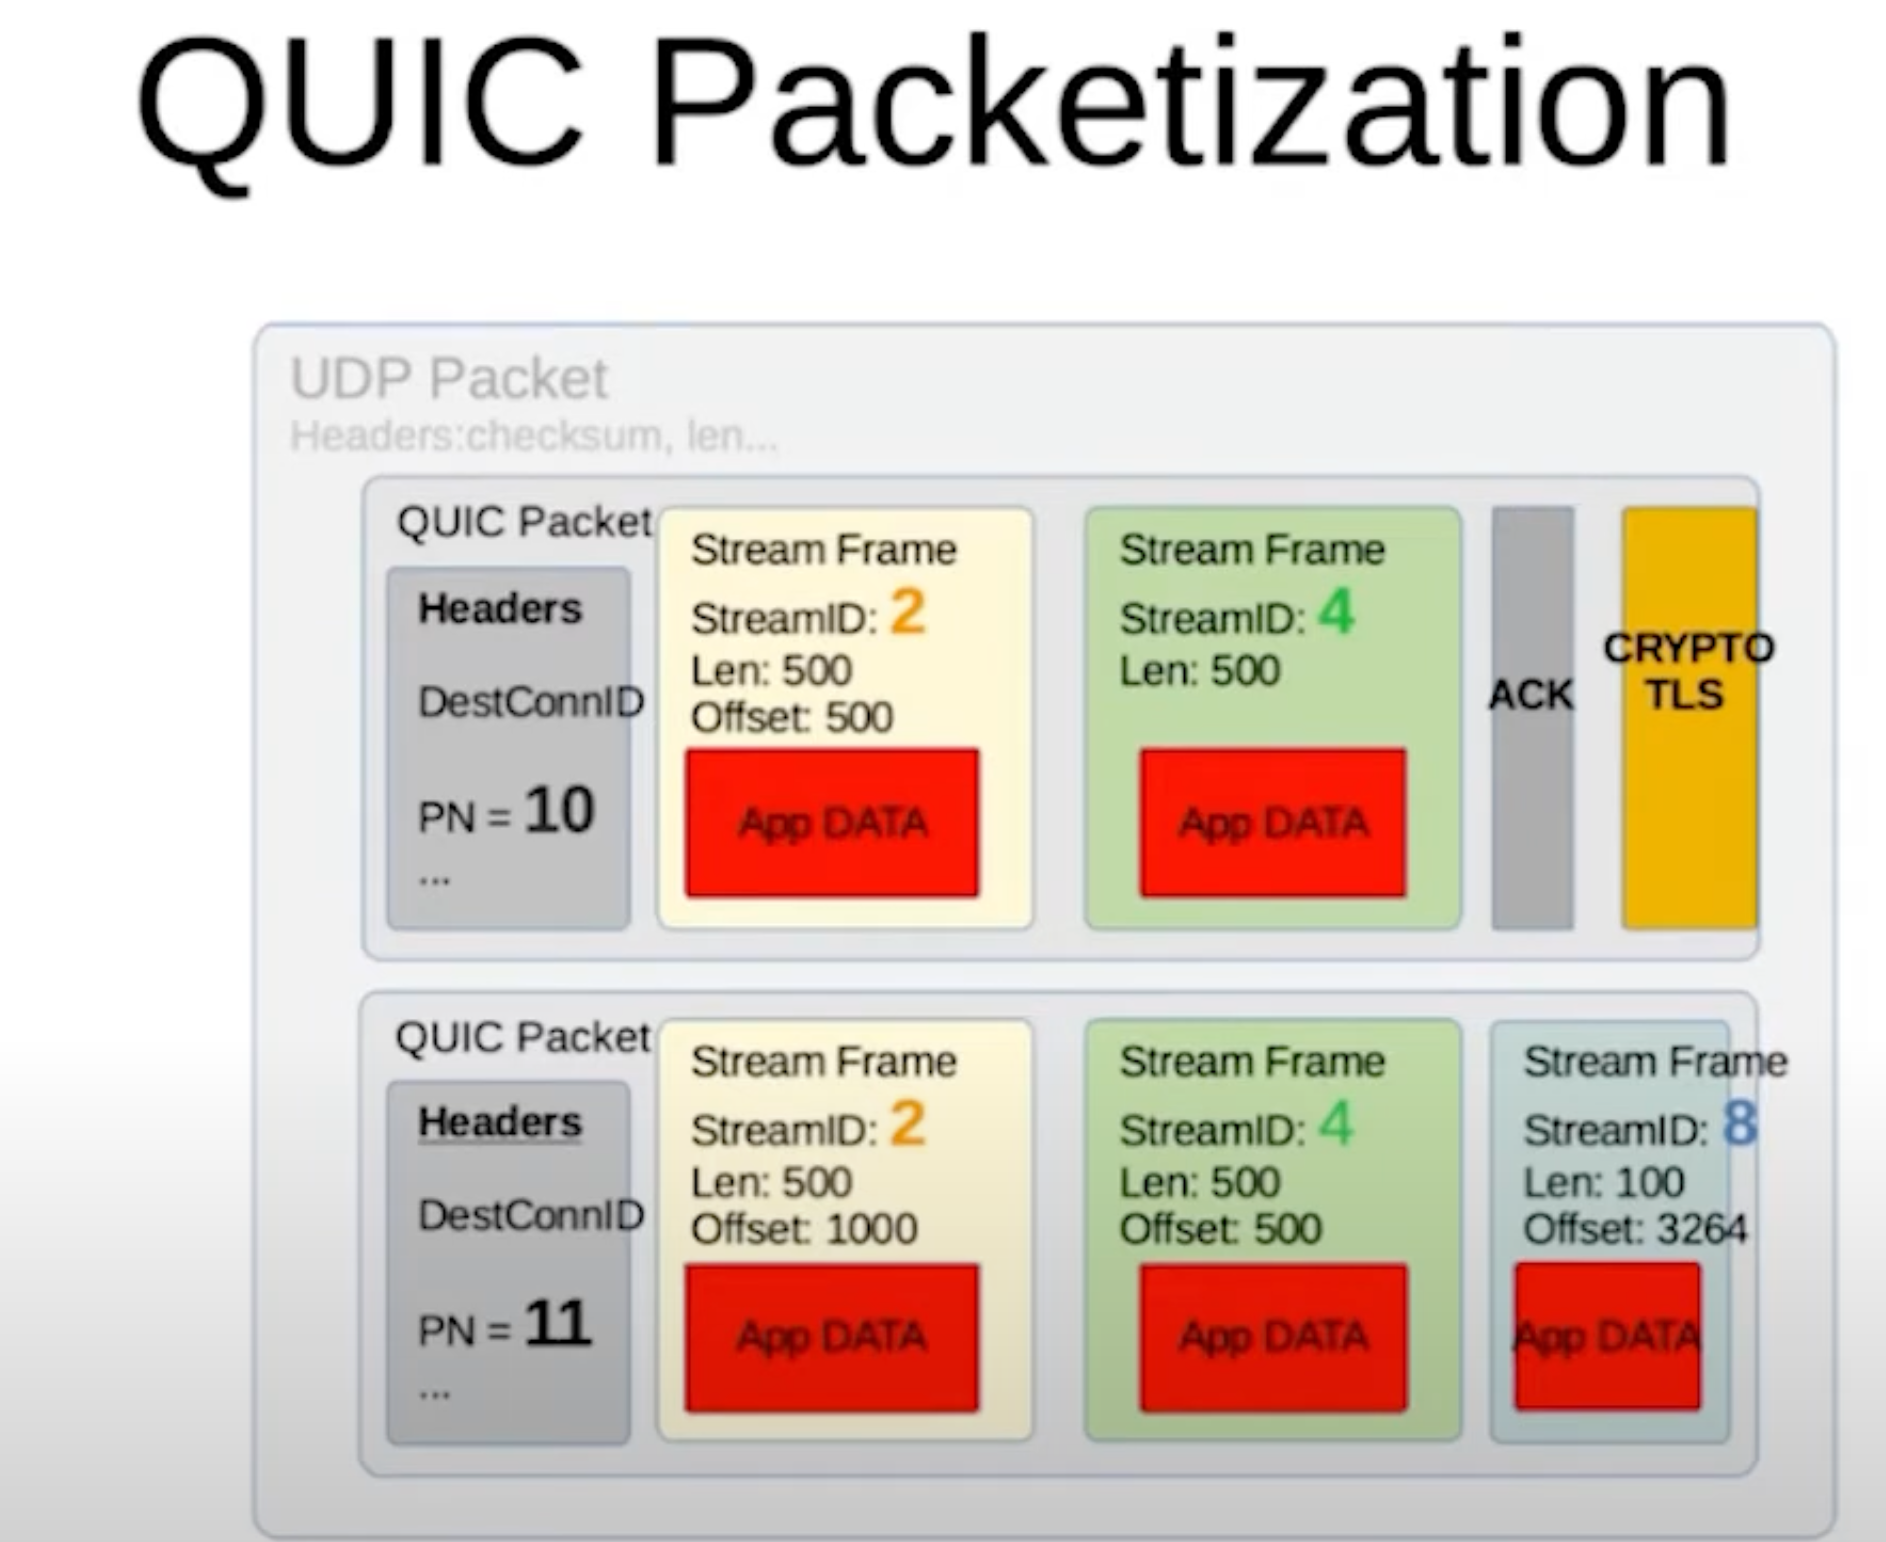 QUIC Packetization
UDP Packet
Headers:checksum, len...
QUIC Packet
Headers
DestConnID
PN = 10
...
Stream Frame
StreamID: 2
Len: 500
Offset: 500
App DATA
Stream Frame
StreamID: 4
Len: 500
App DATA
ACK
CRYPTO
TLS
QUIC Packet
Headers
DestConnID
PN = 11
...
Stream Frame
StreamID: 2
Len: 500
Offset: 1000
App DATA
Stream Frame
StreamID: 4
Len: 500
Offset: 500
App DATA
Stream Frame
StreamID: 8
Len: 100
Offset: 3264
App DATA